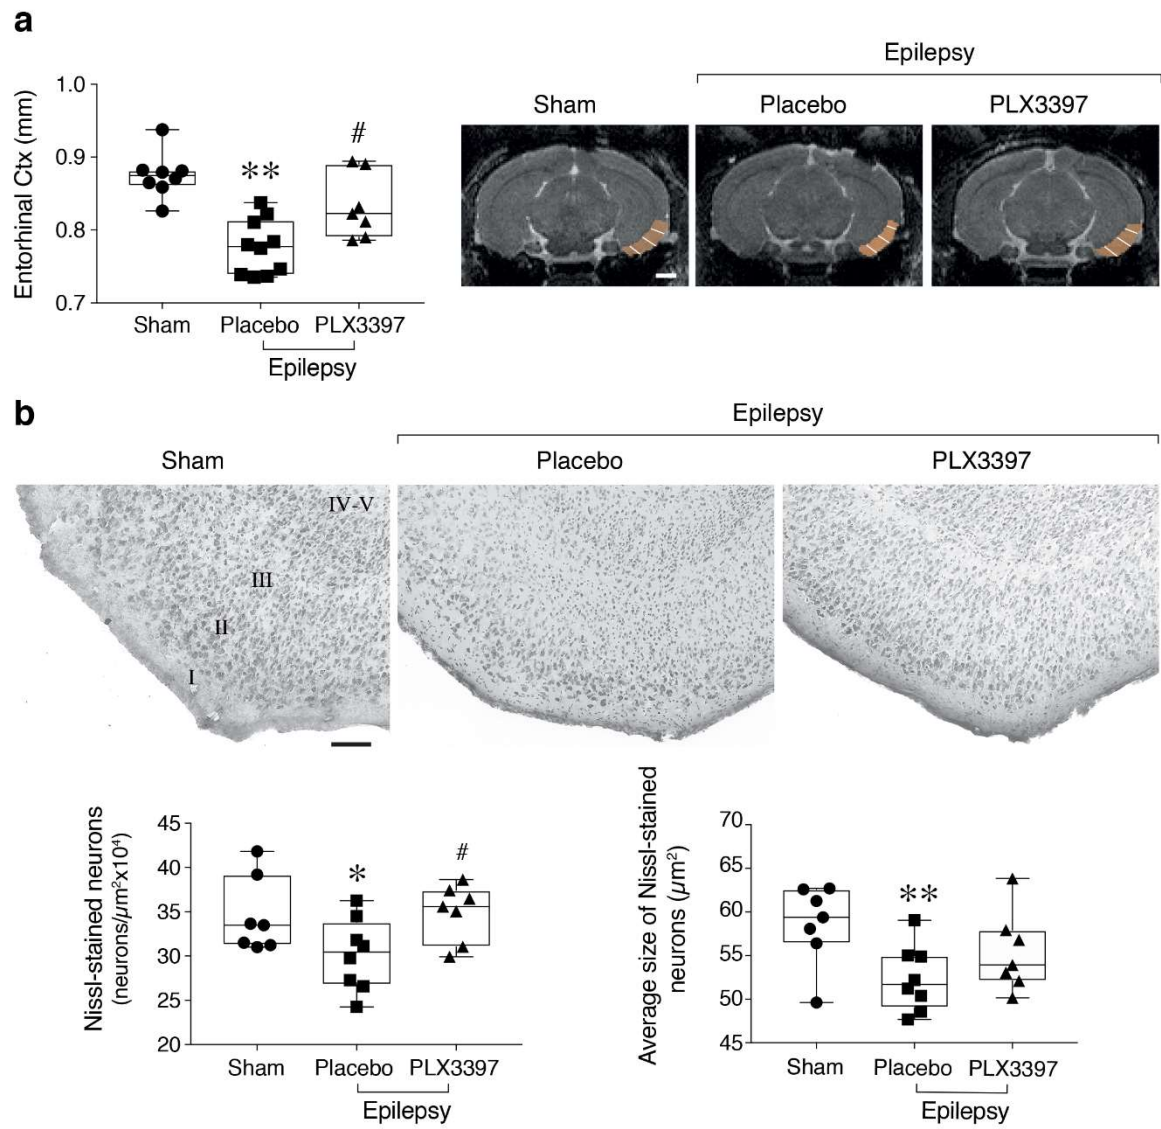 a
Epilepsy
Sham
Placebo
PLX3397
Entorhinal Ctx (mm)
1.0
0.9
0.8
0.7
**
#
Sham
Placebo
PLX3397
Epilepsy
b
Epilepsy
Sham
Placebo
PLX3397
IV-V
III
II
I
Nissl-stained neurons
(neurons/µm²x10⁴)
45
40
35
30
25
20
*
#
Sham
Placebo
PLX3397
Epilepsy
Average size of Nissl-stained
neurons (µm²)
70
65
60
55
50
45
**
Sham
Placebo
PLX3397
Epilepsy